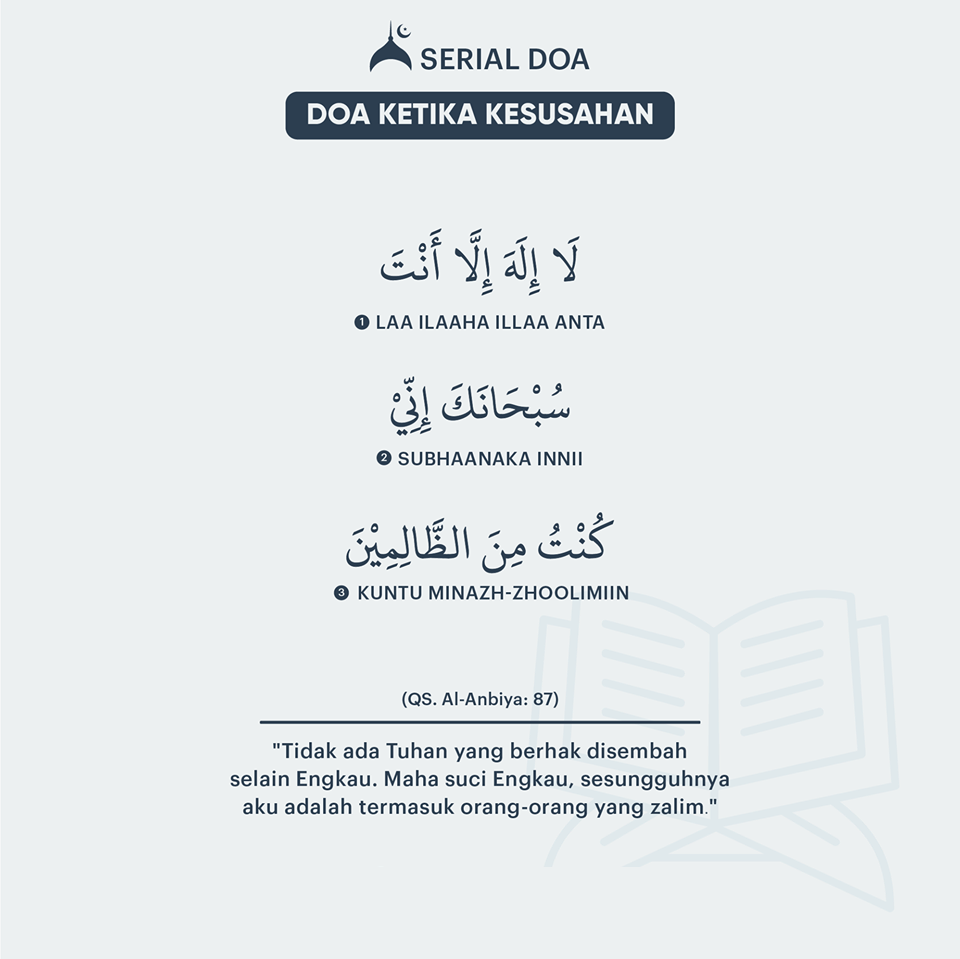 SERIAL DOA
DOA KETIKA KESUSAHAN
لَا إِلَهَ إِلَّا أَنْتَ
1 LAA ILAAHA ILLAA ANTA
سُبْحَانَكَ إِنِّيْ
2 SUBHAANAKA INNII
كُنْتُ مِنَ الظَّالِمِيْنَ
3 KUNTU MINAZH-ZHOOLIMIIN
(QS. Al-Anbiya: 87)
"Tidak ada Tuhan yang berhak disembah
selain Engkau. Maha suci Engkau, sesungguhnya
aku adalah termasuk orang-orang yang zalim."